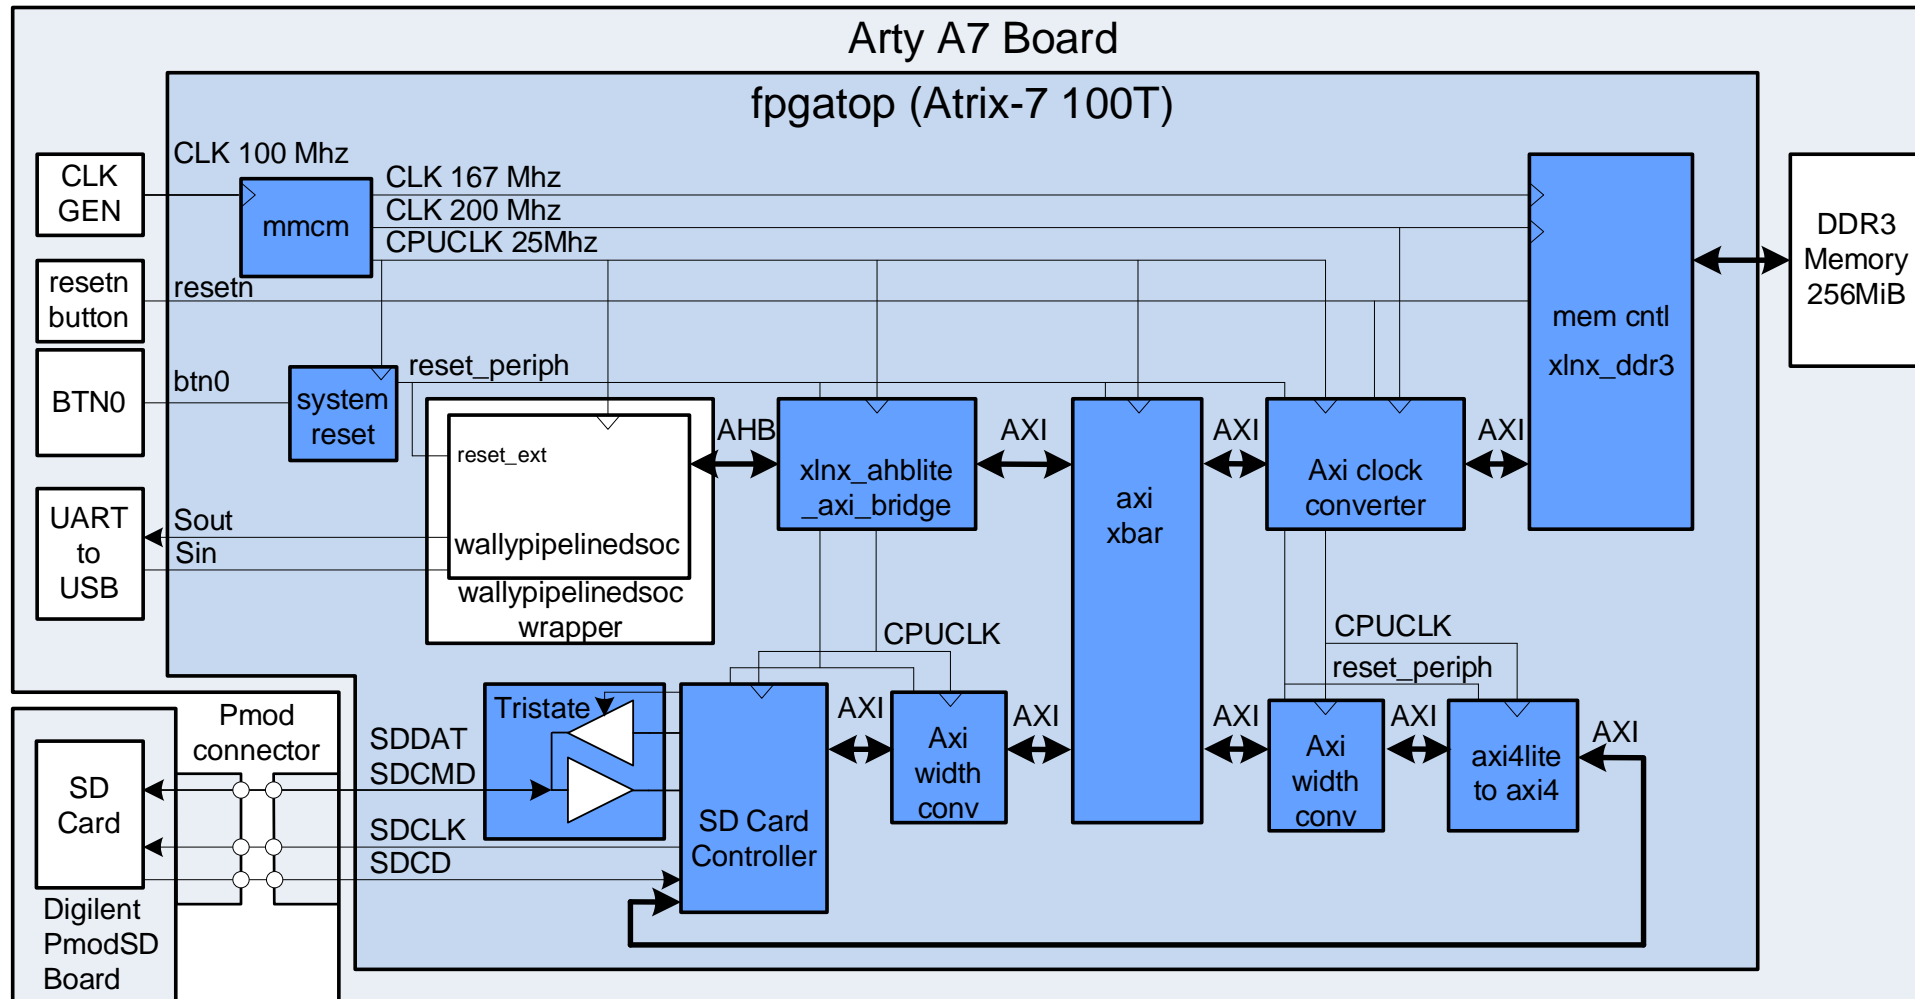 Arty A7 Board
fpgatop (Atrix-7 100T)
CLK
GEN
CLK 100 Mhz
mmcm
CLK 167 Mhz
CLK 200 Mhz
CPUCLK 25Mhz
resetn
button
resetn
BTN0
btn0
system
reset
reset_periph
mem cntl
xlnx_ddr3
DDR3
Memory
256MiB
reset_ext
wallypipelinedsoc
wallypipelinedsoc
wrapper
AHB
xlnx_ahblite
_axi_bridge
AXI
axi
xbar
AXI
Axi clock
converter
AXI
UART
to
USB
Sout
Sin
CPUCLK
CPUCLK
reset_periph
Pmod
connector
SD
Card
Digilent
PmodSD
Board
SDDAT
SDCMD
SDCLK
SDCD
Tristate
SD Card
Controller
AXI
Axi
width
conv
AXI
AXI
Axi
width
conv
AXI
axi4lite
to axi4
AXI